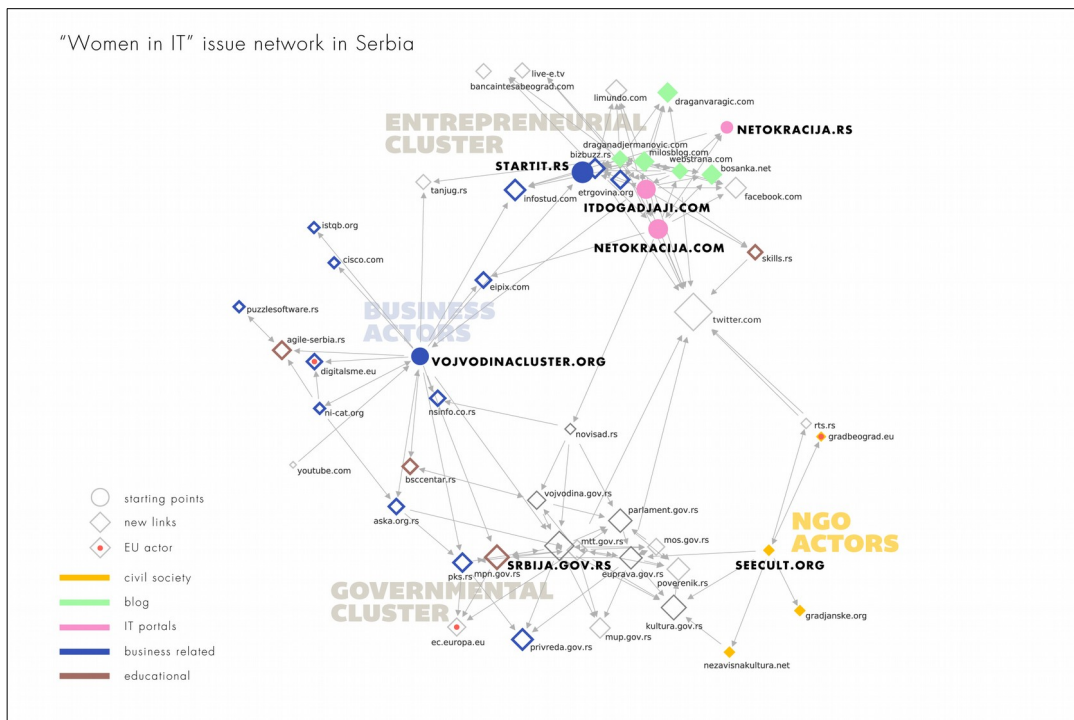 “Women in IT” issue network in Serbia
live-e.tv
bancaintesabeograd.com
limundo.com
draganvaragic.com
ENTREPRENEURIAL
CLUSTER
NETOKRACIJA.RS
draganadjermanovic.com
milosblog.com
bizbuzz.rs
webstrana.com
STARTIT.RS
bosanka.net
tanjug.rs
infostud.com
etrgovina.org
facebook.com
ITDOGADJAJI.COM
istqb.org
NETOKRACIJA.COM
cisco.com
skills.rs
eipix.com
puzzlesoftware.rs
BUSINESS
ACTORS
twitter.com
agile-serbia.rs
VOJVODINACLUSTER.ORG
digitalsme.eu
ni-cat.org
nsinfo.co.rs
novisad.rs
rts.rs
gradbeograd.eu
youtube.com
bsccentar.rs
vojvodina.gov.rs
aska.org.rs
parlament.gov.rs
NGO
ACTORS
mtt.gov.rs
mos.gov.rs
SRBIJA.GOV.RS
SEECULT.ORG
pks.rs
mpn.gov.rs
euprava.gov.rs
poverenik.rs
GOVERNMENTAL
CLUSTER
gradjanske.org
kultura.gov.rs
ec.europa.eu
privreda.gov.rs
mup.gov.rs
nezavisnakultura.net
starting points
new links
EU actor
civil society
blog
IT portals
business related
educational